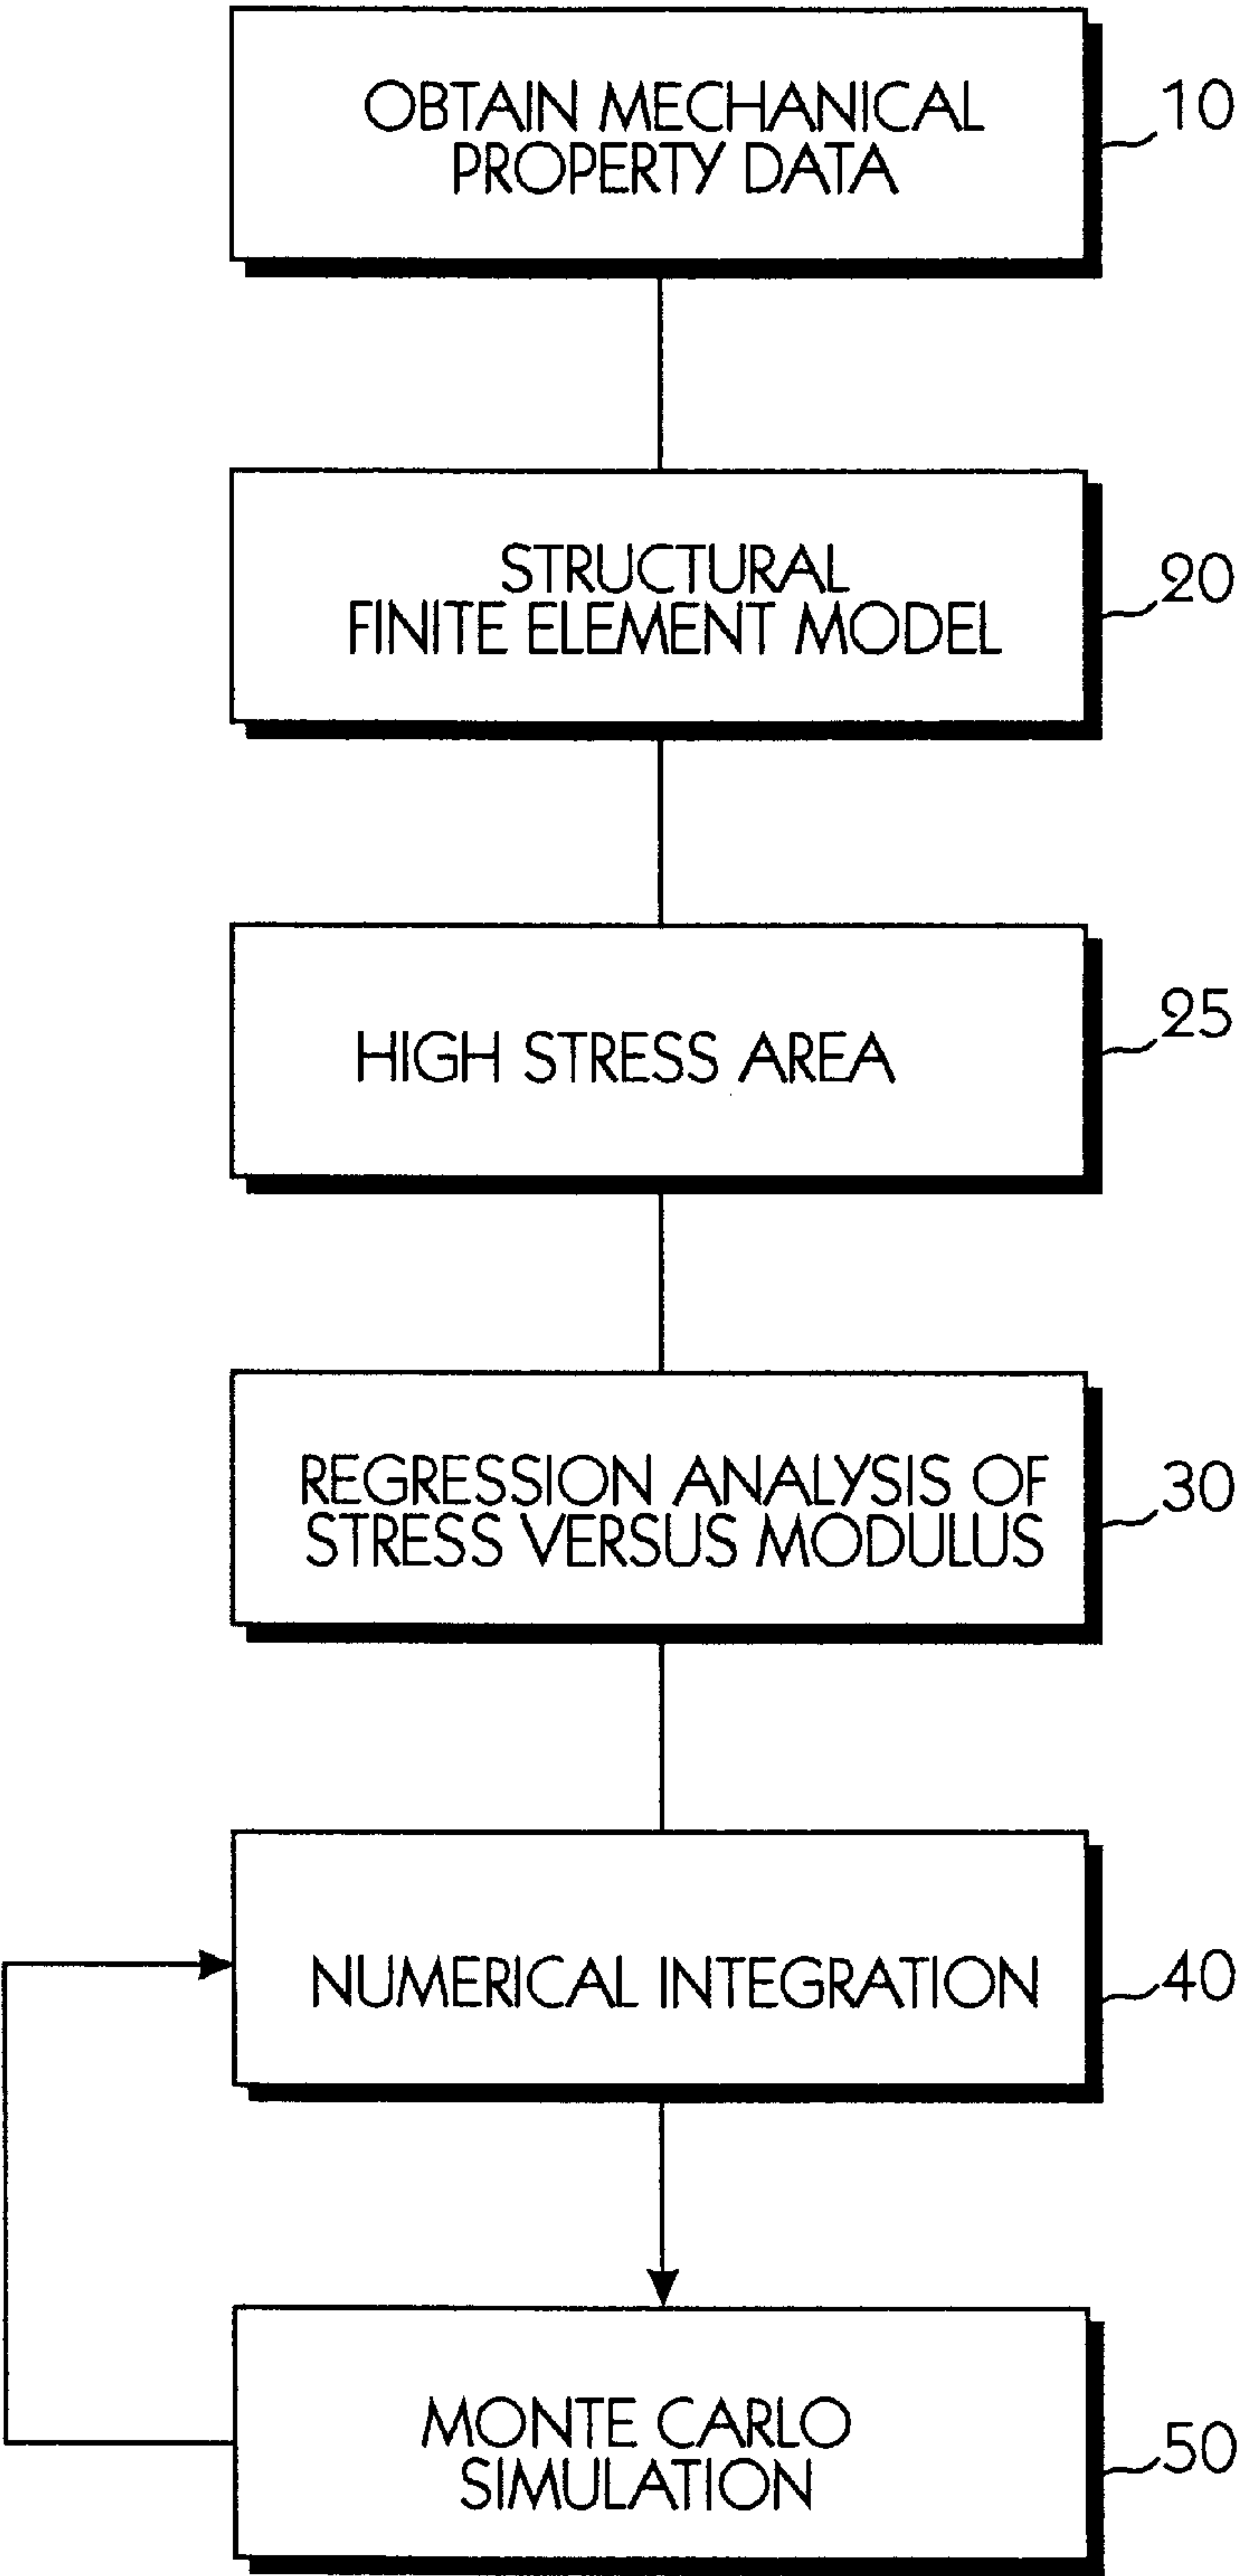 OBTAIN MECHANICAL
PROPERTY DATA
10
STRUCTURAL
FINITE ELEMENT MODEL
20
HIGH STRESS AREA
25
REGRESSION ANALYSIS OF
STRESS VERSUS MODULUS
30
NUMERICAL INTEGRATION
40
MONTE CARLO
SIMULATION
50